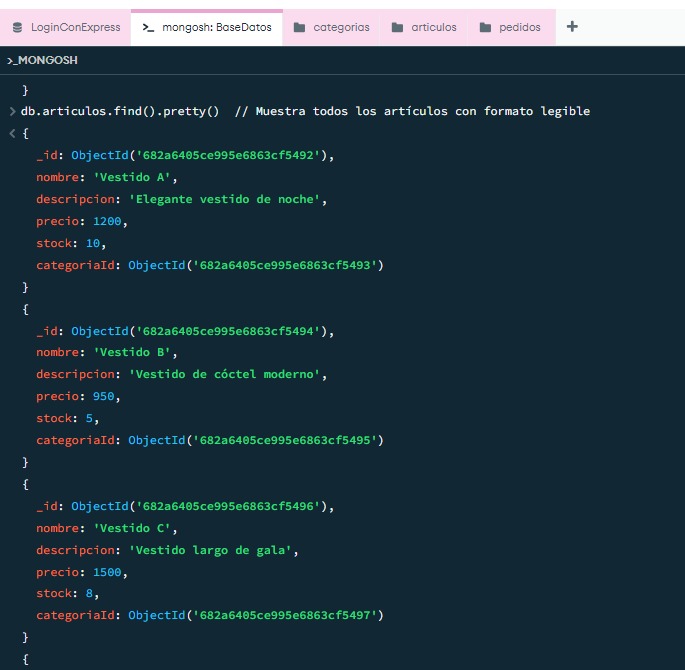 LoginConExpress >_ mongosh: BaseDatos categorias articulos pedidos +
>_MONGOSH
}
> db.articulos.find().pretty()  // Muestra todos los artículos con formato legible
< {
_id: ObjectId('682a6405ce995e6863cf5492'),
nombre: 'Vestido A',
descripcion: 'Elegante vestido de noche',
precio: 1200,
stock: 10,
categoriaId: ObjectId('682a6405ce995e6863cf5493')
}
{
_id: ObjectId('682a6405ce995e6863cf5494'),
nombre: 'Vestido B',
descripcion: 'Vestido de cóctel moderno',
precio: 950,
stock: 5,
categoriaId: ObjectId('682a6405ce995e6863cf5495')
}
{
_id: ObjectId('682a6405ce995e6863cf5496'),
nombre: 'Vestido C',
descripcion: 'Vestido largo de gala',
precio: 1500,
stock: 8,
categoriaId: ObjectId('682a6405ce995e6863cf5497')
}
{